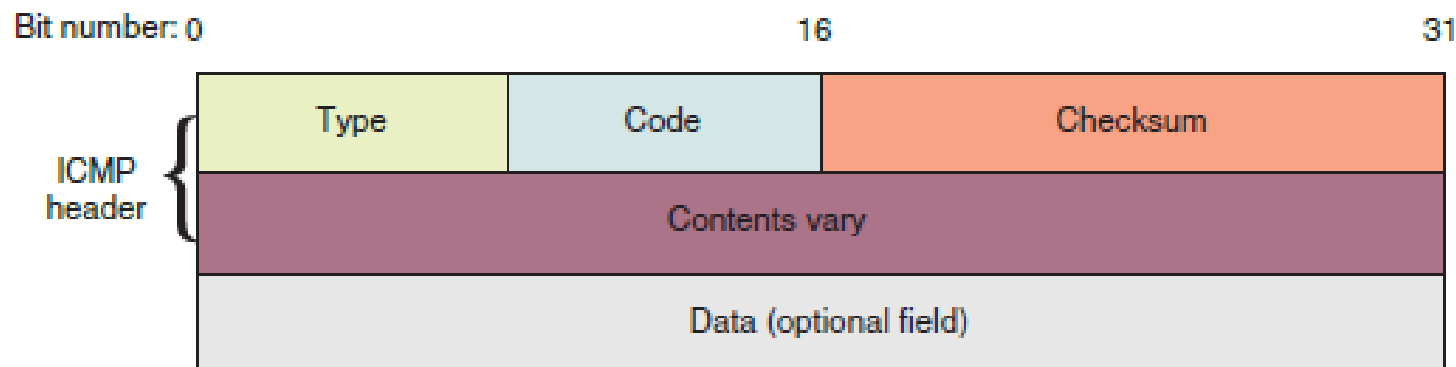 Bit number: 0 16 31
Type Code Checksum
ICMP
header
Contents vary
Data (optional field)